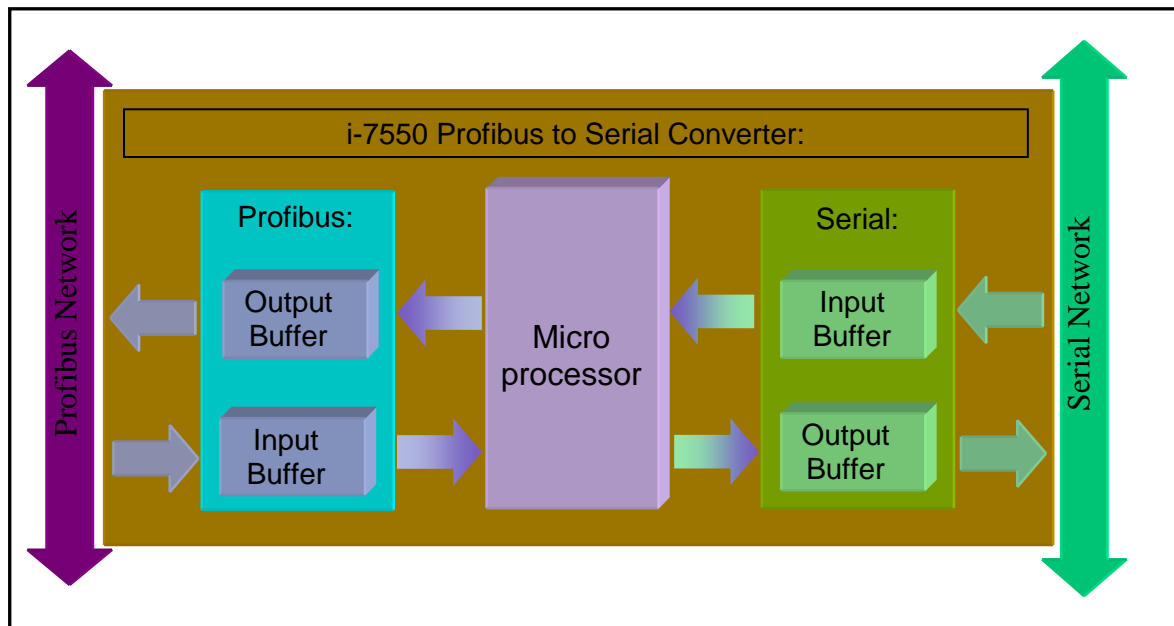 i-7550 Profibus to Serial Converter:
Profibus Network
Profibus:
Output
Buffer
Input
Buffer
Micro
processor
Serial:
Input
Buffer
Output
Buffer
Serial Network